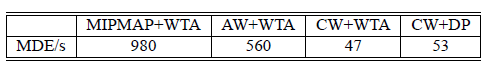 MIPMAP+WTA AW+WTA CW+WTA CW+DP
MDE/s 980 560 47 53